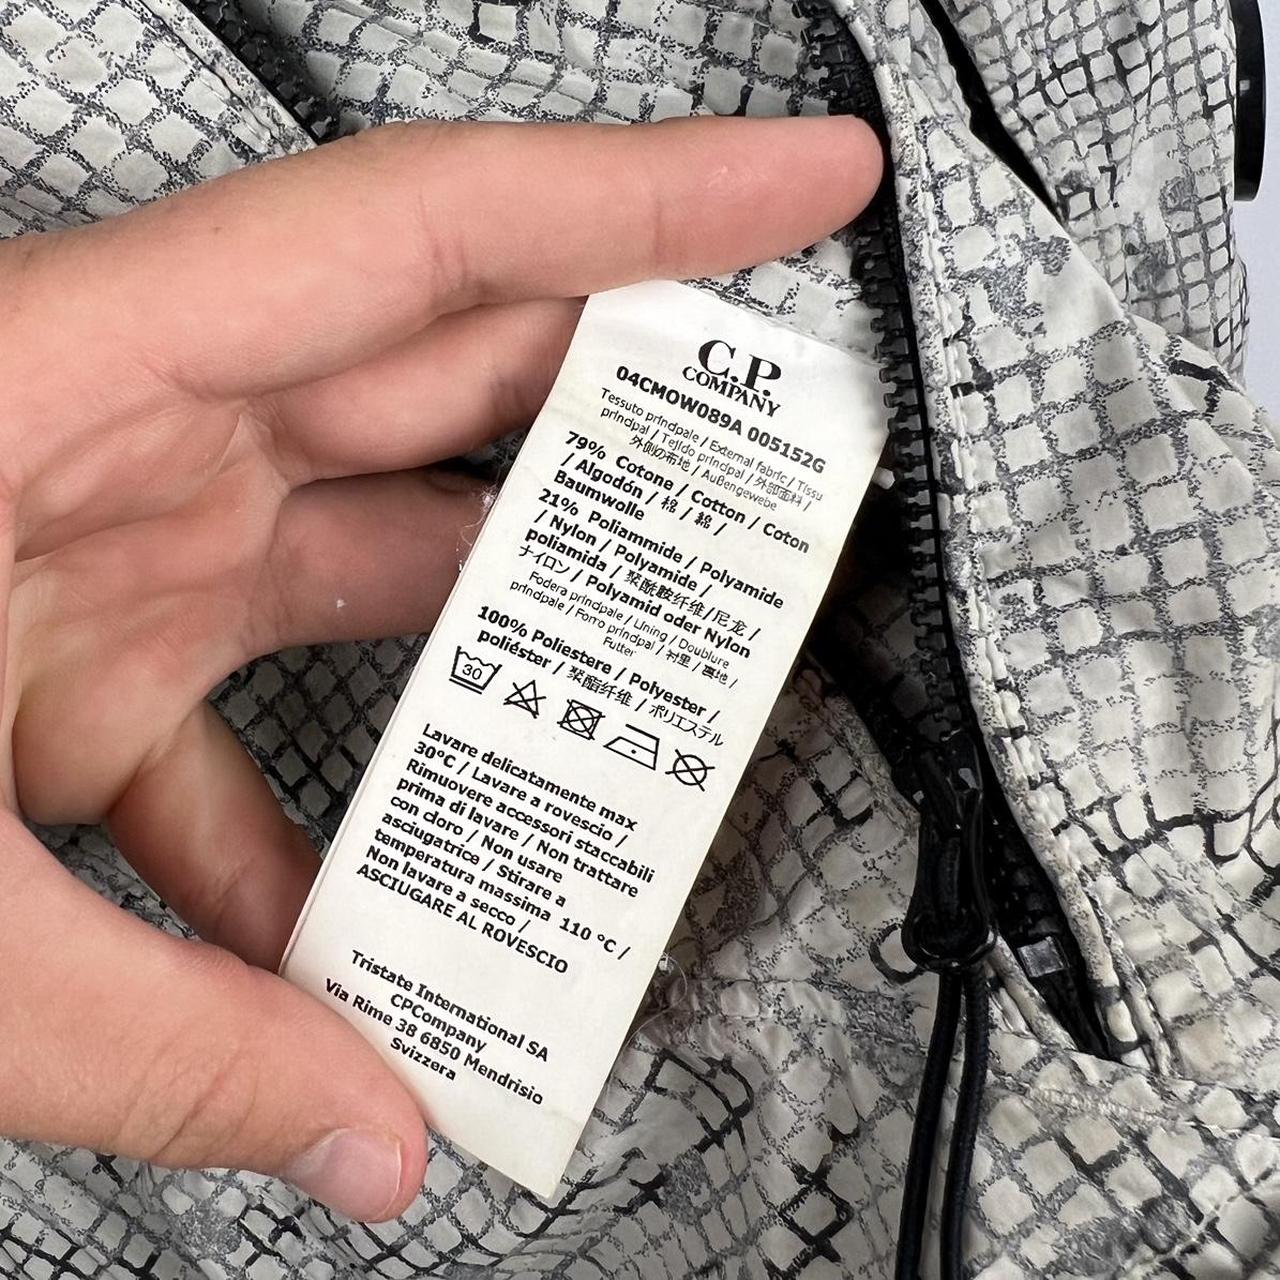 C.P.
COMPANY
04CMOW089A 005152G
Tessuto principale / External fabric / Tissu
principal / Tejido principal / 外部面料 /
外側の布地 / Außengewebe
79% Cotone / Cotton / Coton
/ Algodón / 棉 / 綿 /
Baumwolle
21% Poliammide / Polyamide
/ Nylon / Polyamide /
poliamida / 聚酰胺纤维/尼龙 /
ナイロン / Polyamid oder Nylon
Fodera principale / Lining / Doublure
principale / Forro principal / 衬里 / 裏地 /
Futter
100% Poliestere / Polyester /
poliéster / 聚酯纤维 / ポリエステル
30
Lavare delicatamente max
30°C / Lavare a rovescio /
Rimuovere accessori staccabili
prima di lavare / Non trattare
con cloro / Non usare
asciugatrice / Stirare a
temperatura massima 110 °C /
Non lavare a secco /
ASCIUGARE AL ROVESCIO
Tristate International SA
CPCompany
Via Rime 38 6850 Mendrisio
Svizzera